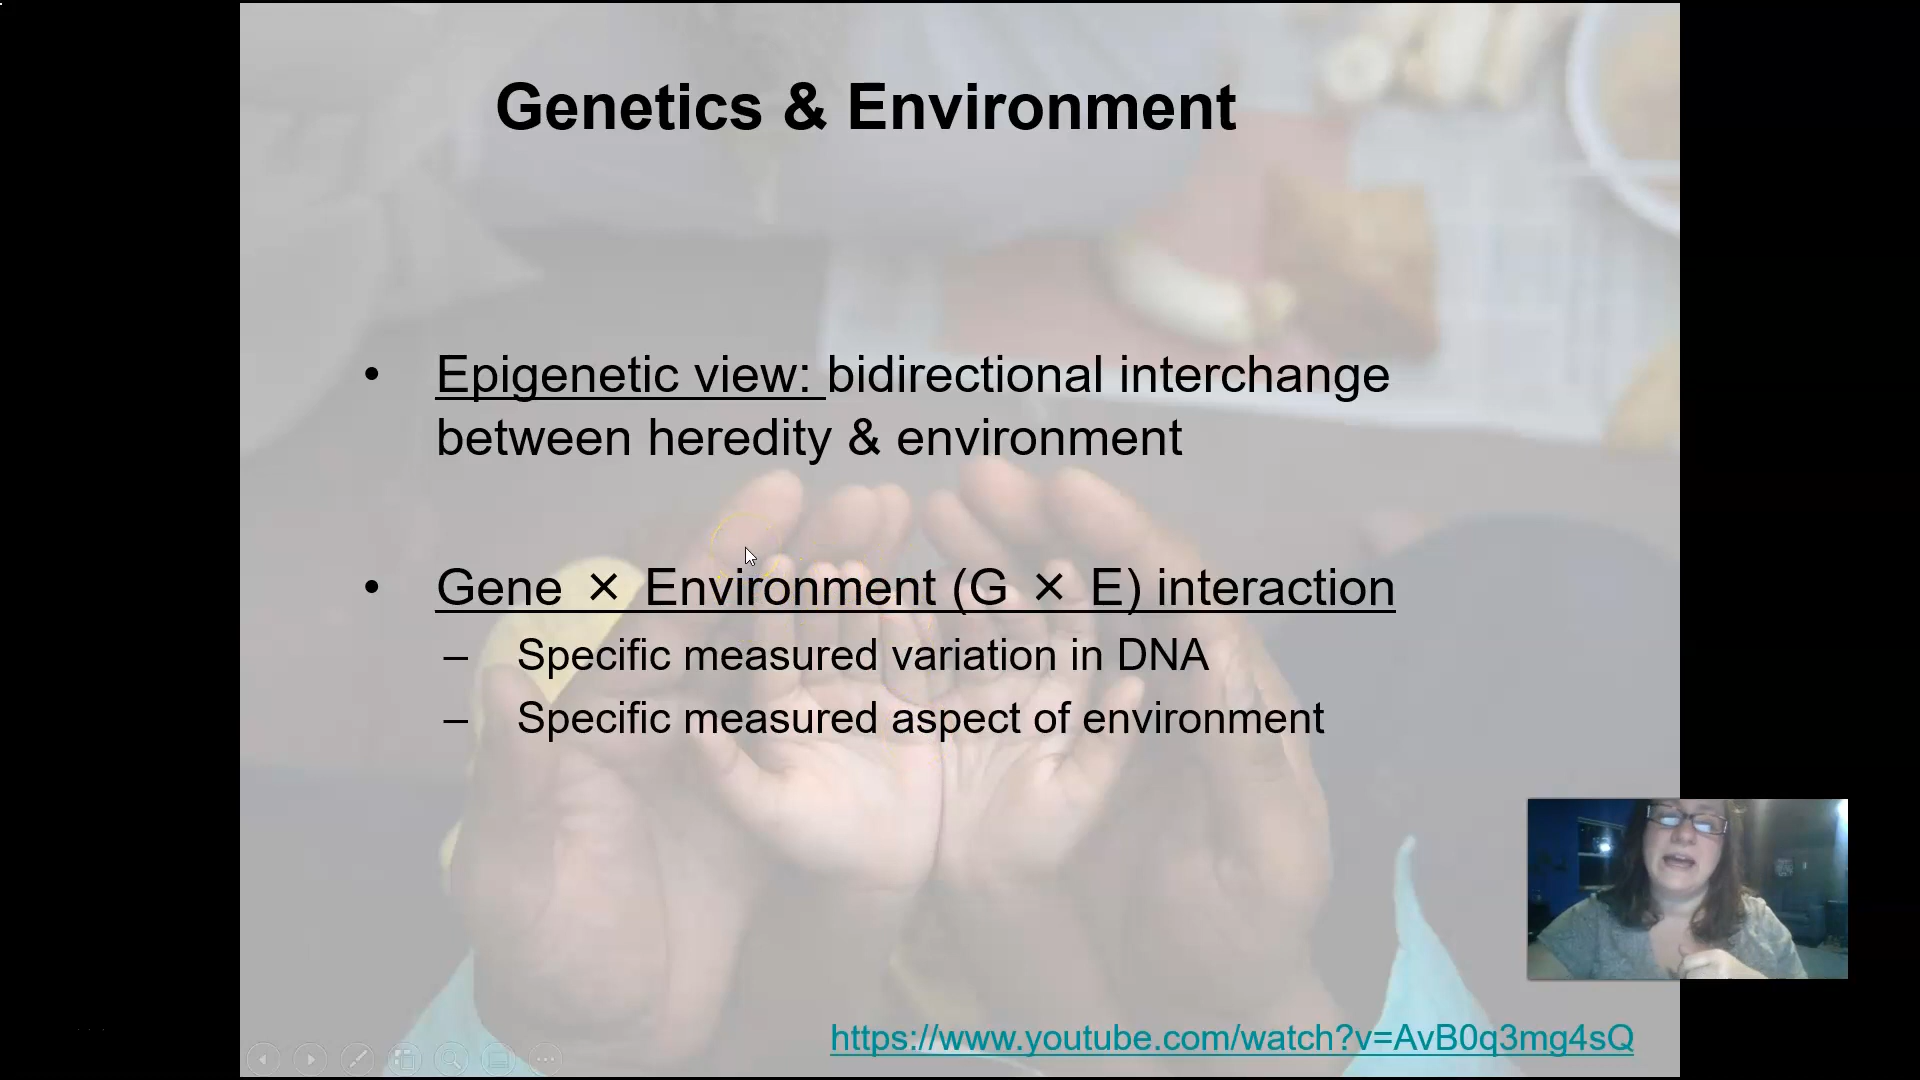 Genetics & Environment
• Epigenetic view: bidirectional interchange
between heredity & environment
• Gene × Environment (G × E) interaction
– Specific measured variation in DNA
– Specific measured aspect of environment
https://www.youtube.com/watch?v=AvB0q3mg4sQ